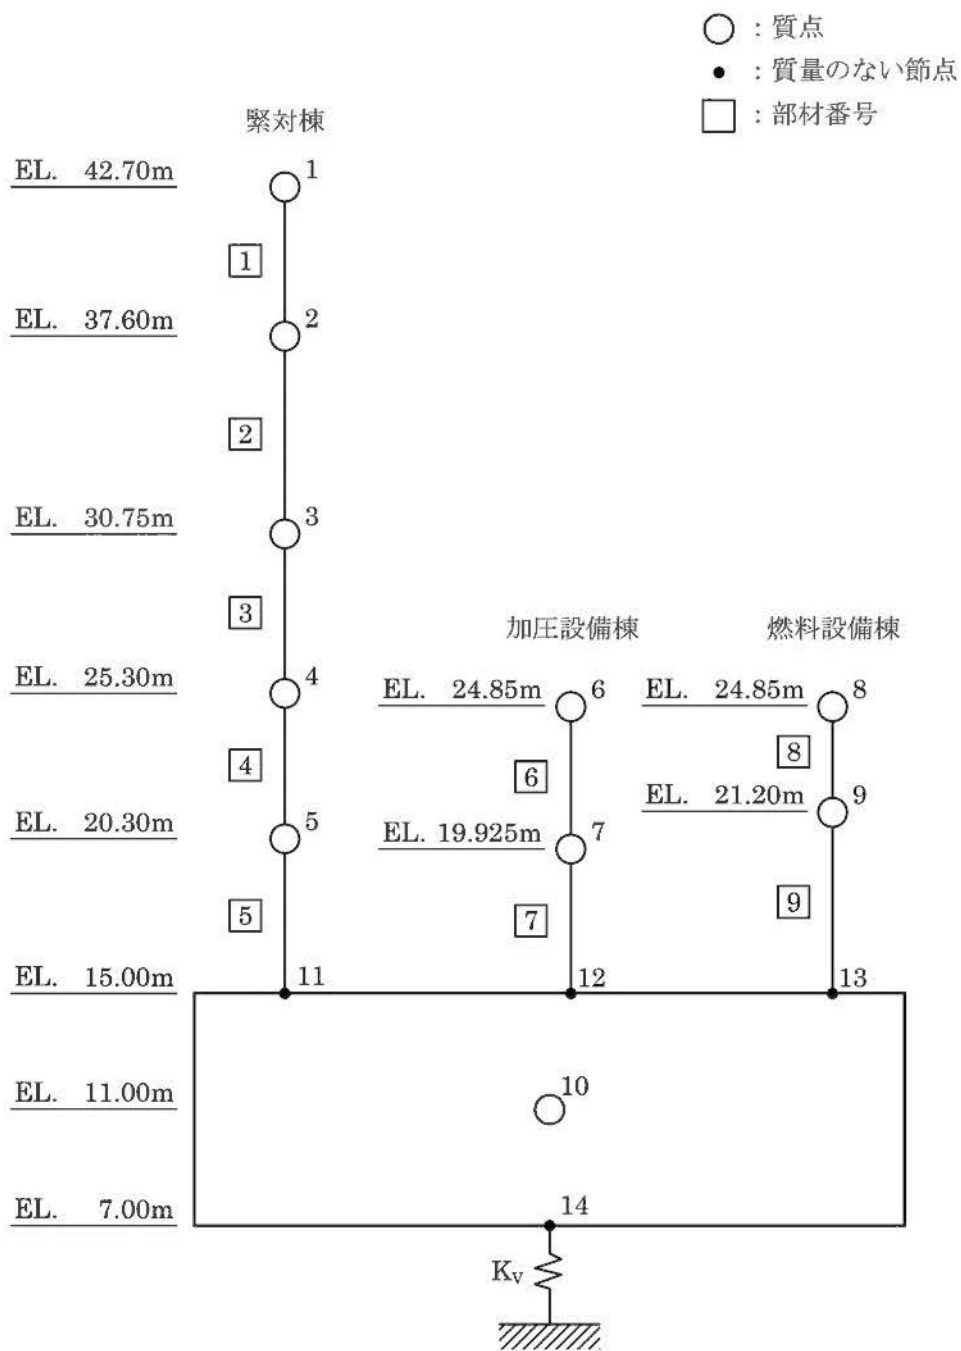 ：質点
：質量のない節点
：部材番号
緊対棟
EL. 42.70m
1
1
EL. 37.60m
2
2
EL. 30.75m
3
3
加圧設備棟
燃料設備棟
EL. 25.30m
4
EL. 24.85m
6
EL. 24.85m
8
4
6
8
EL. 21.20m
9
EL. 20.30m
5
EL. 19.925m
7
5
7
9
EL. 15.00m
11
12
13
EL. 11.00m
10
EL. 7.00m
14
Kv